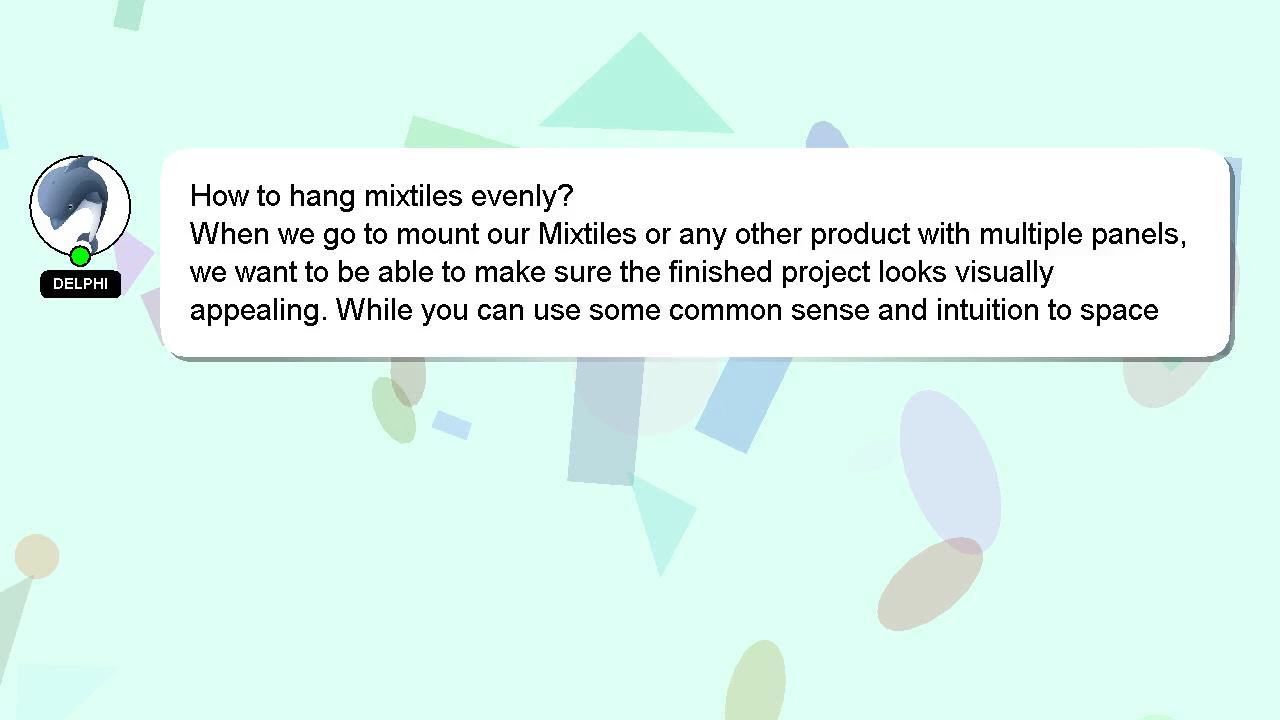 How to hang mixtiles evenly?
When we go to mount our Mixtiles or any other product with multiple panels,
we want to be able to make sure the finished project looks visually
appealing. While you can use some common sense and intuition to space
DELPHI